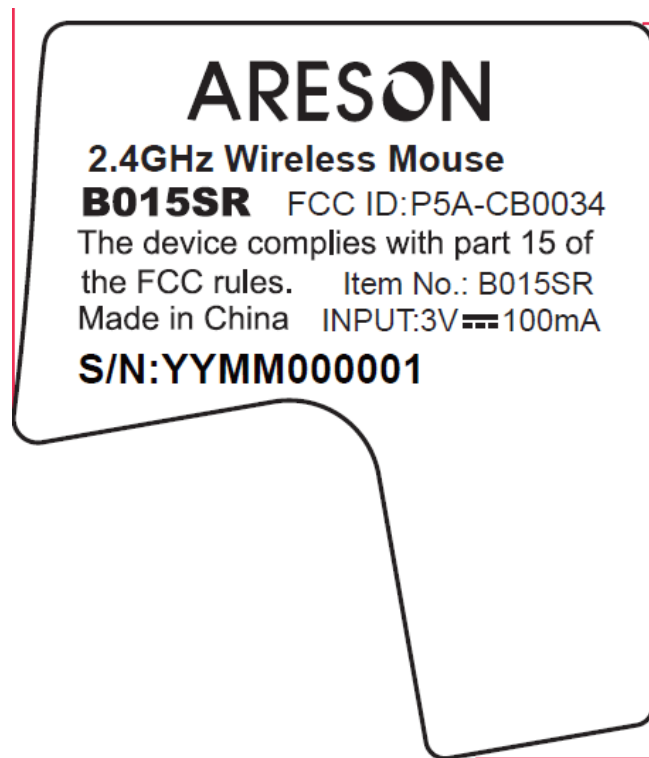 ARESON
2.4GHz Wireless Mouse
B015SR FCC ID:P5A-CB0034
The device complies with part 15 of
the FCC rules. Item No.: B015SR
Made in China INPUT:3V⎓100mA
S/N:YYMM000001